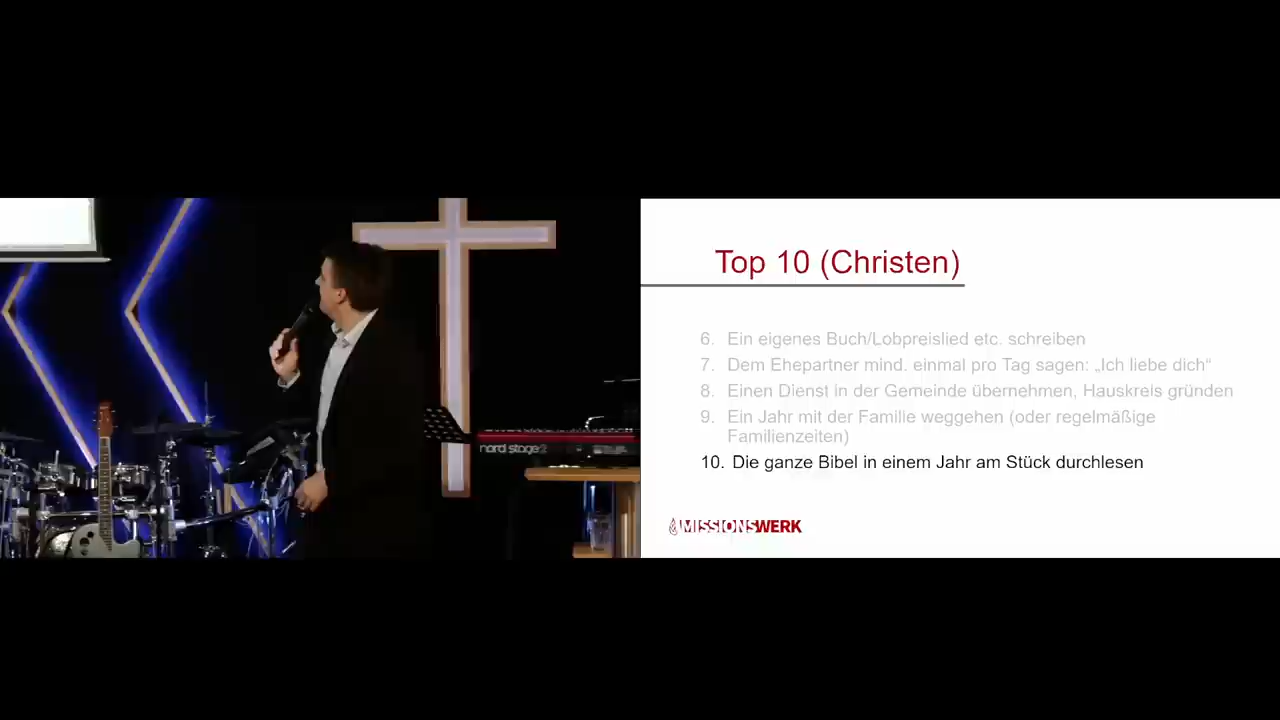 nord stage2
Top 10 (Christen)
6. Ein eigenes Buch/Lobpreislied etc. schreiben
7. Dem Ehepartner mind. einmal pro Tag sagen: „Ich liebe dich“
8. Einen Dienst in der Gemeinde übernehmen, Hauskreis gründen
9. Ein Jahr mit der Familie weggehen (oder regelmäßige
Familienzeiten)
10. Die ganze Bibel in einem Jahr am Stück durchlesen
MISSIONSWERK